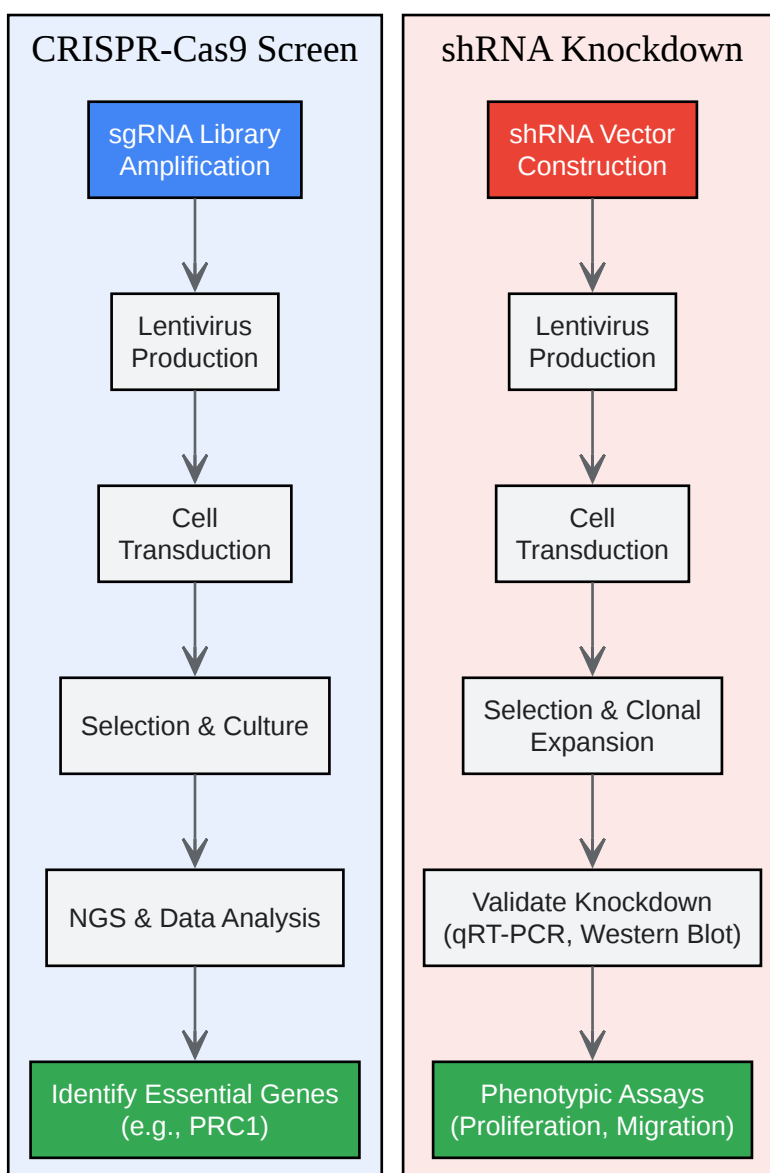 CRISPR-Cas9 Screen
sgRNA Library
Amplification
Lentivirus
Production
Cell
Transduction
Selection & Culture
NGS & Data Analysis
Identify Essential Genes
(e.g., PRC1)
shRNA Knockdown
shRNA Vector
Construction
Lentivirus
Production
Cell
Transduction
Selection & Clonal
Expansion
Validate Knockdown
(qRT-PCR, Western Blot)
Phenotypic Assays
(Proliferation, Migration)